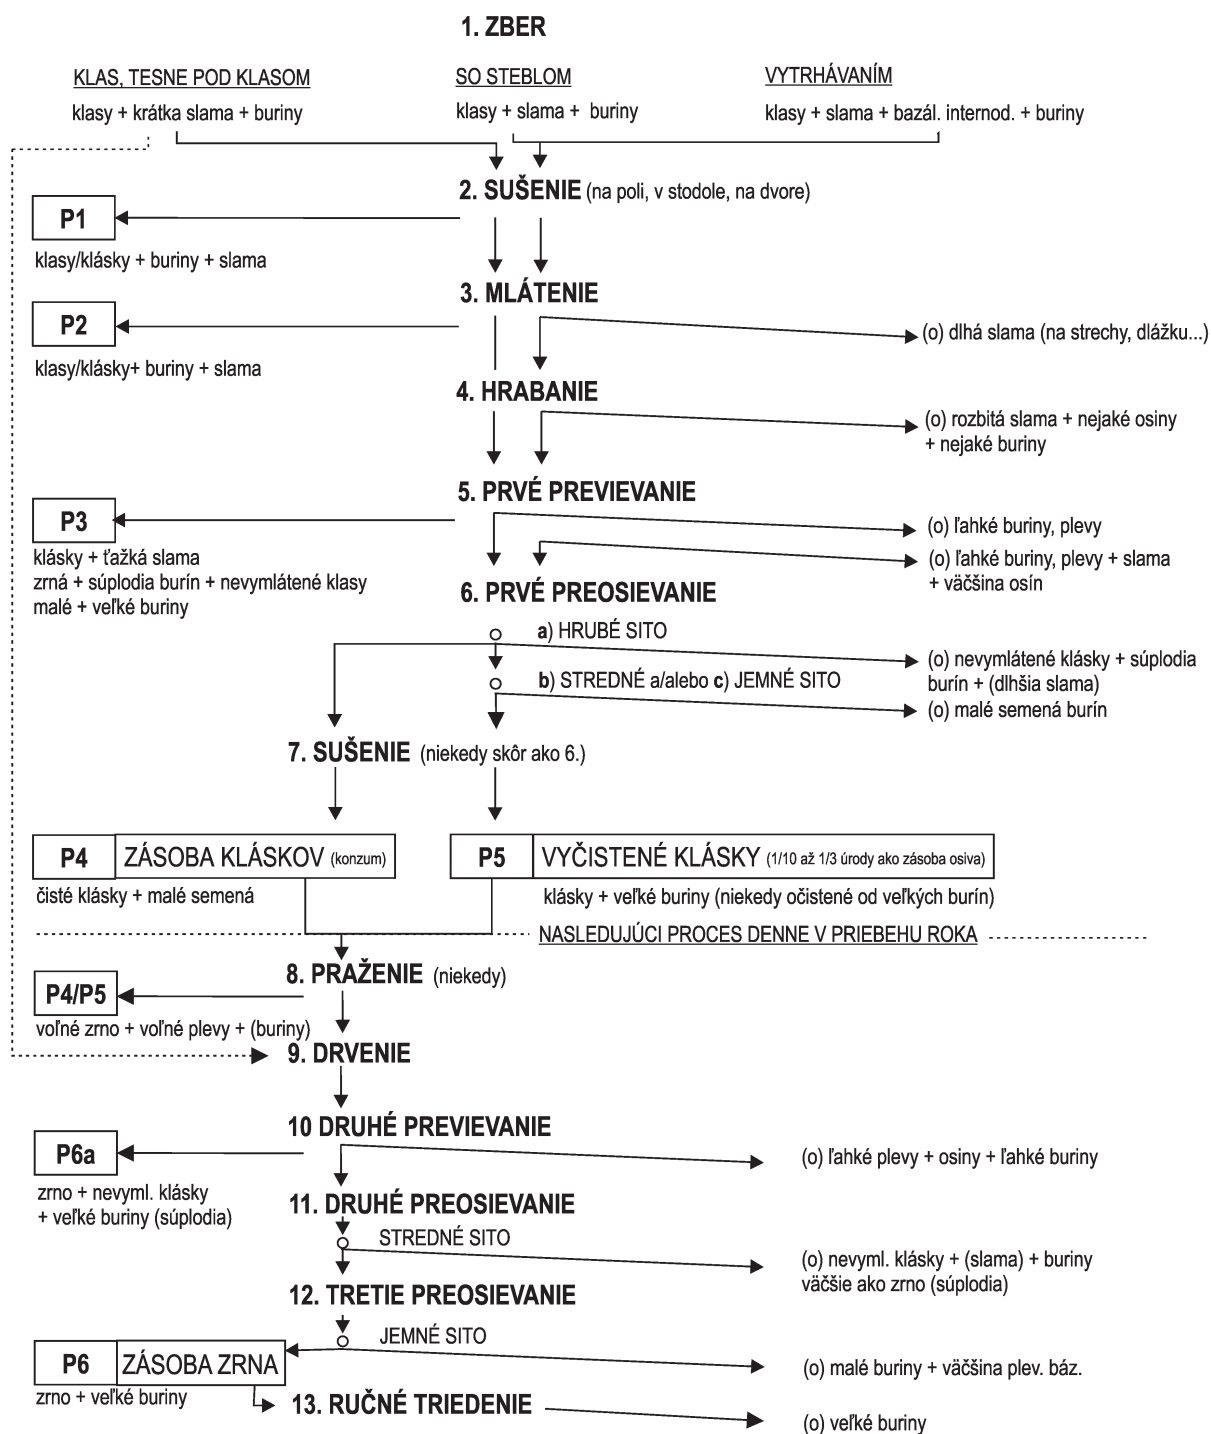 1. ZBER
KLAS, TESNE POD KLASOM
klasy + krátka slama + buriny
SO STEBLOM
klasy + slama + buriny
VYTRHÁVANÍM
klasy + slama + bazál. internod. + buriny
2. SUŠENIE (na poli, v stodole, na dvore)
P1
klasy/klásky + buriny + slama
3. MLÁTENIE
P2
klasy/klásky+ buriny + slama
(o) dlhá slama (na strechy, dlážku...)
4. HRABANIE
(o) rozbitá slama + nejaké osiny
+ nejaké buriny
5. PRVÉ PREVIEVANIE
P3
klásky + ťažká slama
zrná + súplodia burín + nevymlátené klasy
malé + veľké buriny
(o) ľahké buriny, plevy
(o) ľahké buriny, plevy + slama
+ väčšina osín
6. PRVÉ PREOSIEVANIE
a) HRUBÉ SITO
(o) nevymlátené klásky + súplodia
burín + (dlhšia slama)
b) STREDNÉ a/alebo c) JEMNÉ SITO
(o) malé semená burín
7. SUŠENIE (niekedy skôr ako 6.)
P4 ZÁSOBA KLÁSKOV (konzum)
čisté klásky + malé semená
P5 VYČISTENÉ KLÁSKY (1/10 až 1/3 úrody ako zásoba osiva)
klásky + veľké buriny (niekedy očistené od veľkých burín)
NASLEDUJÚCI PROCES DENNE V PRIEBEHU ROKA
8. PRAŽENIE (niekedy)
P4/P5
voľné zrno + voľné plevy + (buriny)
9. DRVENIE
10 DRUHÉ PREVIEVANIE
P6a
zrno + nevyml. klásky
+ veľké buriny (súplodia)
(o) ľahké plevy + osiny + ľahké buriny
11. DRUHÉ PREOSIEVANIE
STREDNÉ SITO
(o) nevyml. klásky + (slama) + buriny
väčšie ako zrno (súplodia)
12. TRETIE PREOSIEVANIE
JEMNÉ SITO
P6 ZÁSOBA ZRNA
zrno + veľké buriny
(o) malé buriny + väčšina plev. báz.
13. RUČNÉ TRIEDENIE
(o) veľké buriny